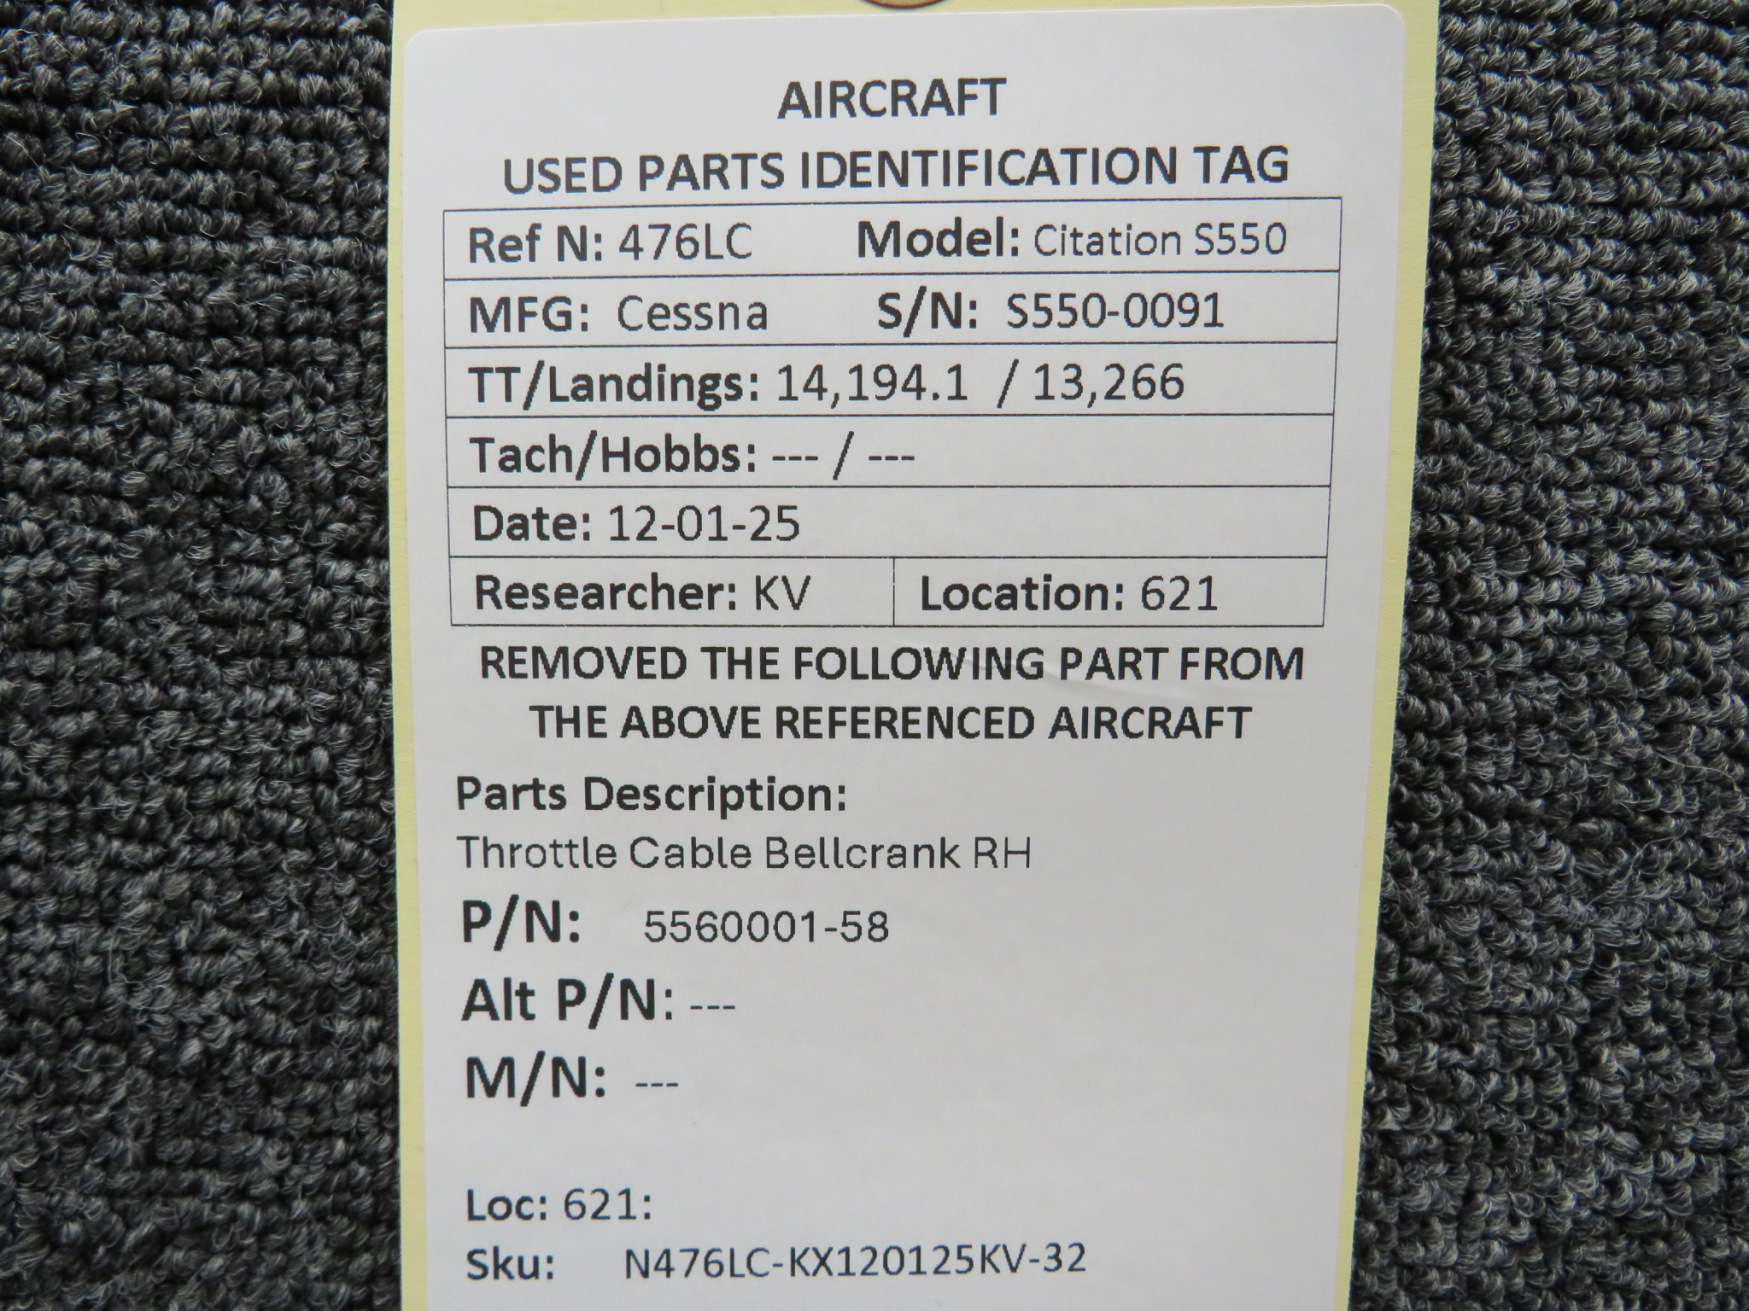 AIRCRAFT
USED PARTS IDENTIFICATION TAG
Ref N: 476LC Model: Citation S550
MFG: Cessna S/N: S550-0091
TT/Landings: 14,194.1 / 13,266
Tach/Hobbs: --- / ---
Date: 12-01-25
Researcher: KV Location: 621
REMOVED THE FOLLOWING PART FROM
THE ABOVE REFERENCED AIRCRAFT
Parts Description:
Throttle Cable Bellcrank RH
P/N: 5560001-58
Alt P/N: ---
M/N: ---
Loc: 621:
Sku: N476LC-KX120125KV-32